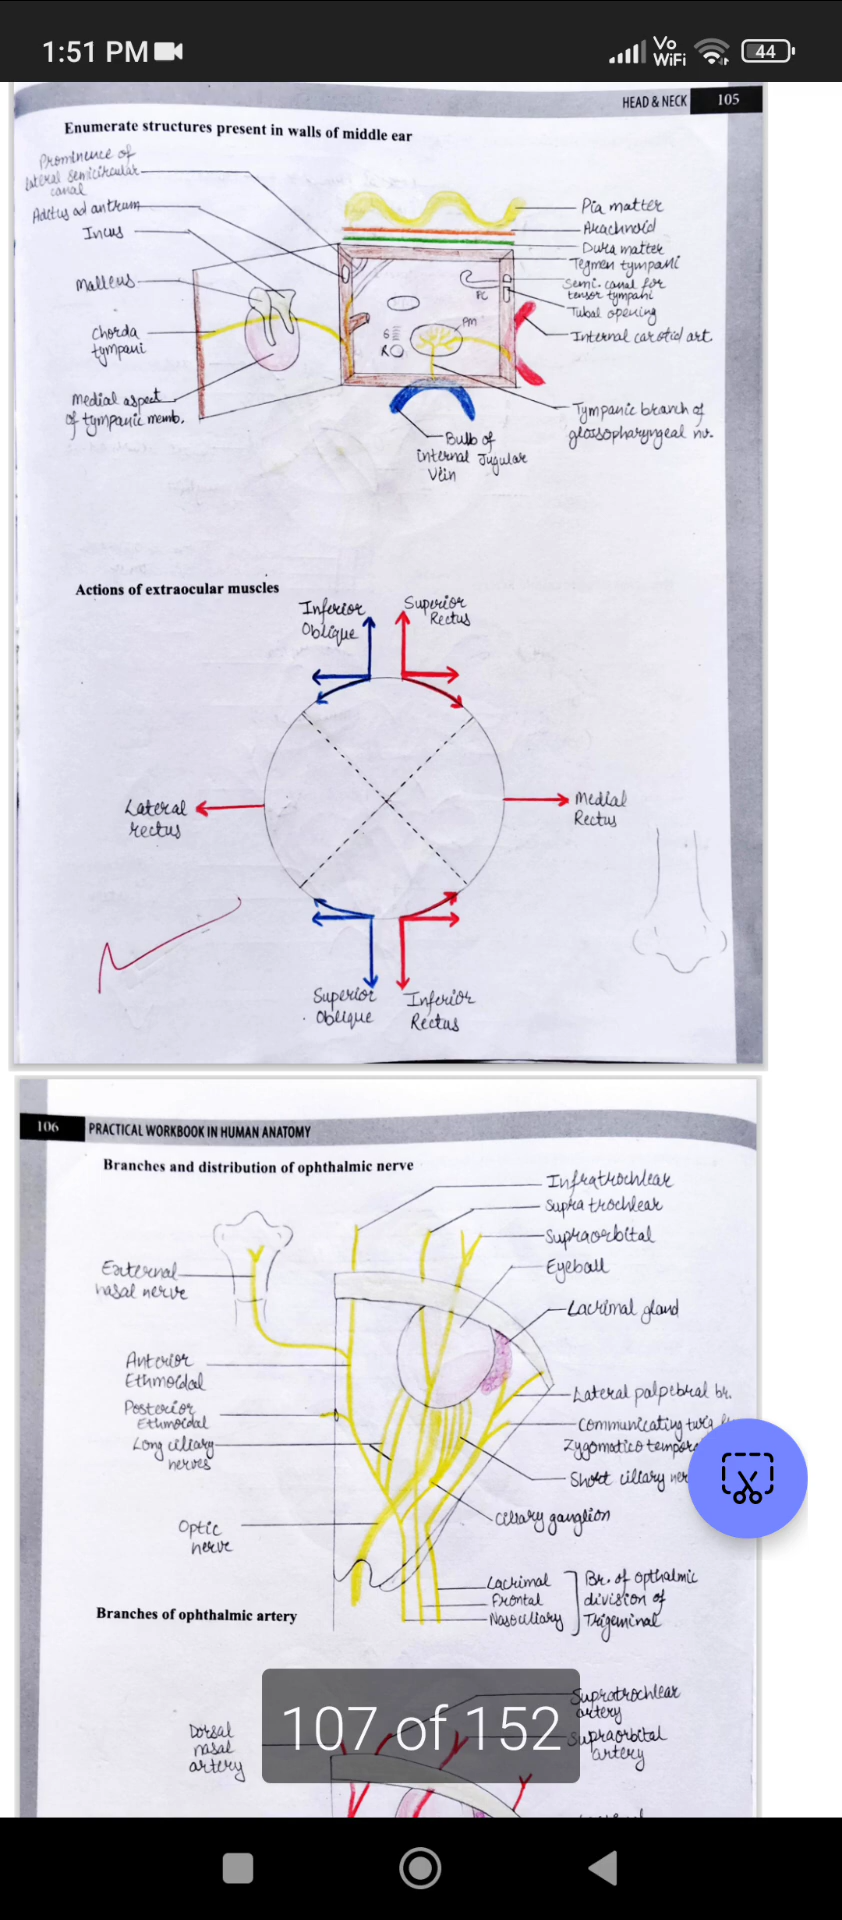 1:51 PM
Vo
WiFi
44
HEAD & NECK 105
Enumerate structures present in walls of middle ear
Prominence of
lateral semicircular
canal
Aditus ad antrum
Incus
Malleus
Chorda
tympani
Medial aspect
of tympanic memb.
Pia matter
Arachnoid
Dura matter
Tegmen tympani
Semi. canal for
tensor tympani
Tubal opening
Internal carotid art.
Tympanic branch of
glossopharyngeal nv.
FC
Pm
S
R
Bulb of
internal Jugular
Vein
Actions of extraocular muscles
Inferior
Oblique
Superior
Rectus
Lateral
rectus
Medial
Rectus
Superior
Oblique
Inferior
Rectus
106 PRACTICAL WORKBOOK IN HUMAN ANATOMY
Branches and distribution of ophthalmic nerve
Infratrochlear
Supra trochlear
Supraorbital
Eyeball
Lacrimal gland
External
nasal nerve
Anterior
Ethmoidal
Posterior
Ethmoidal
Long ciliary
nerves
Optic
nerve
Lateral palpebral br.
Communicating twig
Zygomatico tempora
Short ciliary ner
Ciliary ganglion
Lacrimal
Frontal
Nasociliary
Br. of opthalmic
division of
Trigeminal
Branches of ophthalmic artery
107 of 152
Supratrochlear
artery
Supraorbital
artery
Dorsal
nasal
artery